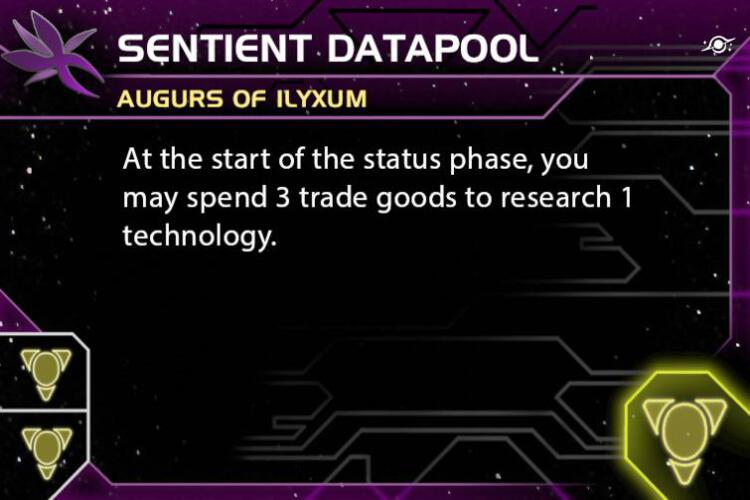 SENTIENT DATAPOOL
AUGURS OF ILYXUM
At the start of the status phase, you
may spend 3 trade goods to research 1
technology.